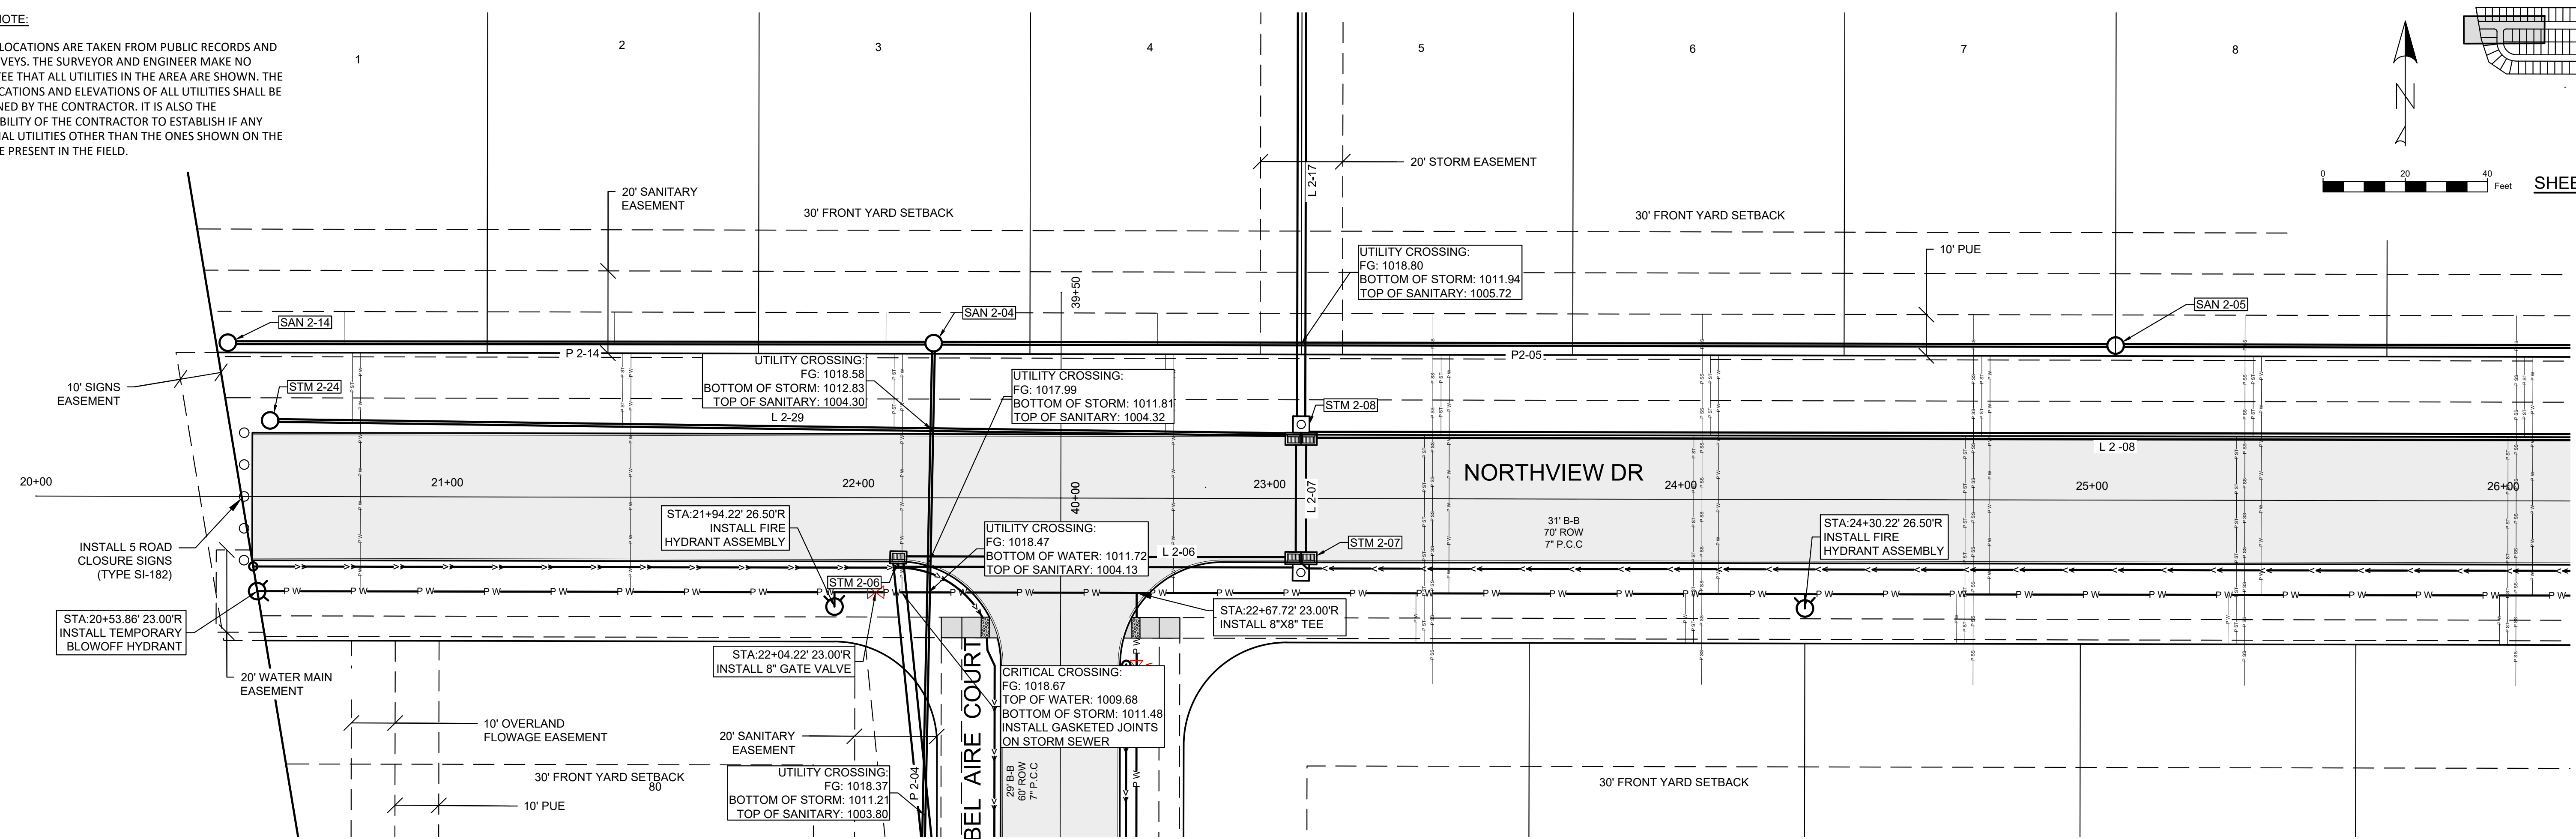 NOTE:
LOCATIONS ARE TAKEN FROM PUBLIC RECORDS AND
VEYS. THE SURVEYOR AND ENGINEER MAKE NO
TEE THAT ALL UTILITIES IN THE AREA ARE SHOWN. THE
CATIONS AND ELEVATIONS OF ALL UTILITIES SHALL BE
NED BY THE CONTRACTOR. IT IS ALSO THE
BILITY OF THE CONTRACTOR TO ESTABLISH IF ANY
NAL UTILITIES OTHER THAN THE ONES SHOWN ON THE
E PRESENT IN THE FIELD.
1
2
3
4
5
6
7
8
N
0 20 40
Feet
SHEE
20' SANITARY
EASEMENT
30' FRONT YARD SETBACK
20' STORM EASEMENT
L 2-17
30' FRONT YARD SETBACK
10' PUE
UTILITY CROSSING:
FG: 1018.80
BOTTOM OF STORM: 1011.94
TOP OF SANITARY: 1005.72
39+50
SAN 2-14
SAN 2-04
SAN 2-05
P 2-14
P2-05
10' SIGNS
EASEMENT
STM 2-24
UTILITY CROSSING:
FG: 1018.58
BOTTOM OF STORM: 1012.83
TOP OF SANITARY: 1004.30
L 2-29
UTILITY CROSSING:
FG: 1017.99
BOTTOM OF STORM: 1011.81
TOP OF SANITARY: 1004.32
STM 2-08
L 2 -08
NORTHVIEW DR
20+00
21+00
22+00
40+00
23+00
L 2-07
24+00
25+00
26+00
31' B-B
70' ROW
7" P.C.C
STA:21+94.22' 26.50'R
INSTALL FIRE
HYDRANT ASSEMBLY
UTILITY CROSSING:
FG: 1018.47
BOTTOM OF WATER: 1011.72
TOP OF SANITARY: 1004.13
L 2-06
STM 2-07
STA:24+30.22' 26.50'R
INSTALL FIRE
HYDRANT ASSEMBLY
INSTALL 5 ROAD
CLOSURE SIGNS
(TYPE SI-182)
STM 2-06
P W P W P W P W P W P W P W P W P W P W P W P W P W P W P W P W P W P W
STA:20+53.86' 23.00'R
INSTALL TEMPORARY
BLOWOFF HYDRANT
STA:22+67.72' 23.00'R
INSTALL 8"X8" TEE
STA:22+04.22' 23.00'R
INSTALL 8" GATE VALVE
20' WATER MAIN
EASEMENT
BEL AIRE COURT
CRITICAL CROSSING:
FG: 1018.67
TOP OF WATER: 1009.68
BOTTOM OF STORM: 1011.48
INSTALL GASKETED JOINTS
ON STORM SEWER
10' OVERLAND
FLOWAGE EASEMENT
20' SANITARY
EASEMENT
P 2-04
29' B-B
60' ROW
7" P.C.C
P W
30' FRONT YARD SETBACK
80
10' PUE
UTILITY CROSSING:
FG: 1018.37
BOTTOM OF STORM: 1011.21
TOP OF SANITARY: 1003.80
30' FRONT YARD SETBACK